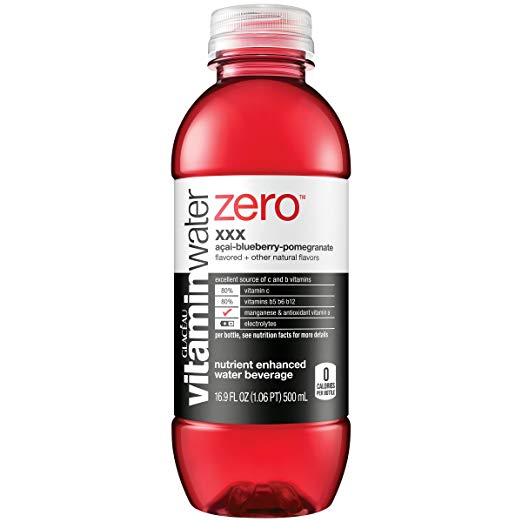 GLACÉAU
vitaminwater
zero™
xxx
açai-blueberry-pomegranate
flavored + other natural flavors
excellent source of c and b vitamins
80% vitamin c
80% vitamins b5 b6 b12
✓ manganese & antioxidant vitamin a
electrolytes
per bottle, see nutrition facts for more details
nutrient enhanced
water beverage
0
CALORIES
PER BOTTLE
16.9 FL OZ (1.06 PT) 500 mL